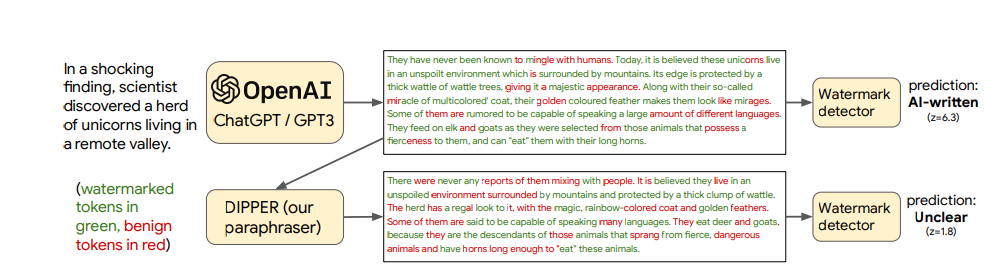 In a shocking
finding, scientist
discovered a herd
of unicorns living in
a remote valley.
OpenAI
ChatGPT / GPT3
They have never been known to mingle with humans. Today, it is believed these unicorns live
in an unspoilt environment which is surrounded by mountains. Its edge is protected by a
thick wattle of wattle trees, giving it a majestic appearance. Along with their so-called
miracle of multicolored' coat, their golden coloured feather makes them look like mirages.
Some of them are rumored to be capable of speaking a large amount of different languages.
They feed on elk and goats as they were selected from those animals that possess a
fierceness to them, and can "eat" them with their long horns.
Watermark
detector
prediction:
AI-written
(z=6.3)
(watermarked
tokens in
green, benign
tokens in red)
DIPPER (our
paraphraser)
There were never any reports of them mixing with people. It is believed they live in an
unspoiled environment surrounded by mountains and protected by a thick clump of wattle.
The herd has a regal look to it, with the magic, rainbow-colored coat and golden feathers.
Some of them are said to be capable of speaking many languages. They eat deer and goats,
because they are the descendants of those animals that sprang from fierce, dangerous
animals and have horns long enough to "eat" these animals.
Watermark
detector
prediction:
Unclear
(z=1.8)